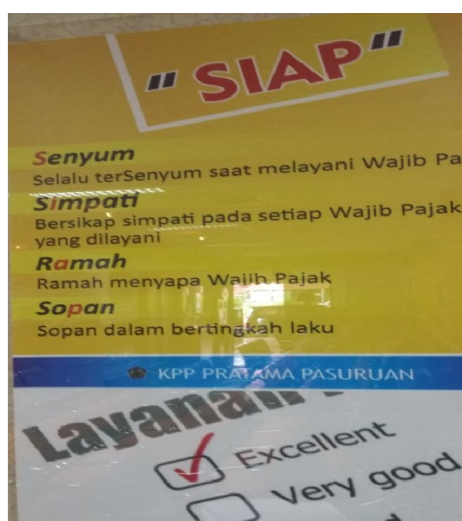 "SIAP"
Senyum
Selalu terSenyum saat melayani Wajib Pa
Simpati
Bersikap simpati pada setiap Wajib Pajak
yang dilayani
Ramah
Ramah menyapa Wajib Pajak
Sopan
Sopan dalam bertingkah laku
KPP PRATAMA PASURUAN
Layanan
Excellent
Very good